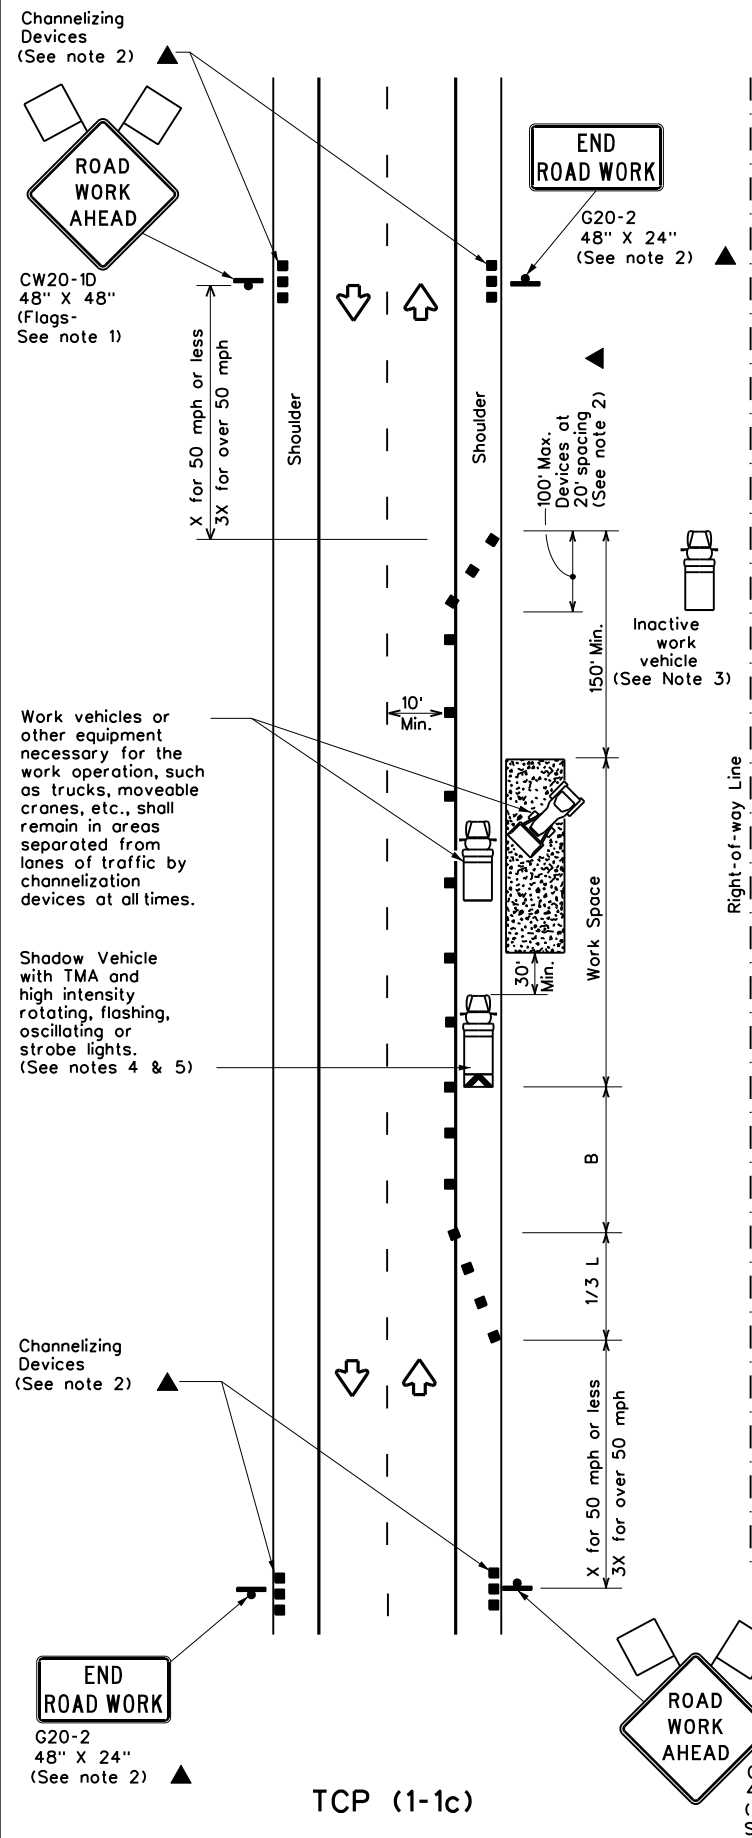 Channelizing
Devices
(See note 2)
ROAD
WORK
AHEAD
CW20-1D
48" X 48"
(Flags-
See note 1)
END
ROAD WORK
G20-2
48" X 24"
(See note 2)
X for 50 mph or less
3X for over 50 mph
Shoulder
Shoulder
100' Max.
Devices at
20' spacing
(See note 2)
150' Min.
Inactive
work
vehicle
(See Note 3)
10'
Min.
Work vehicles or
other equipment
necessary for the
work operation, such
as trucks, moveable
cranes, etc., shall
remain in areas
separated from
lanes of traffic by
channelization
devices at all times.
Right-of-way Line
Work Space
30'
Min.
Shadow Vehicle
with TMA and
high intensity
rotating, flashing,
oscillating or
strobe lights.
(See notes 4 & 5)
B
1/3 L
Channelizing
Devices
(See note 2)
X for 50 mph or less
3X for over 50 mph
END
ROAD WORK
G20-2
48" X 24"
(See note 2)
ROAD
WORK
AHEAD
TCP (1-1c)